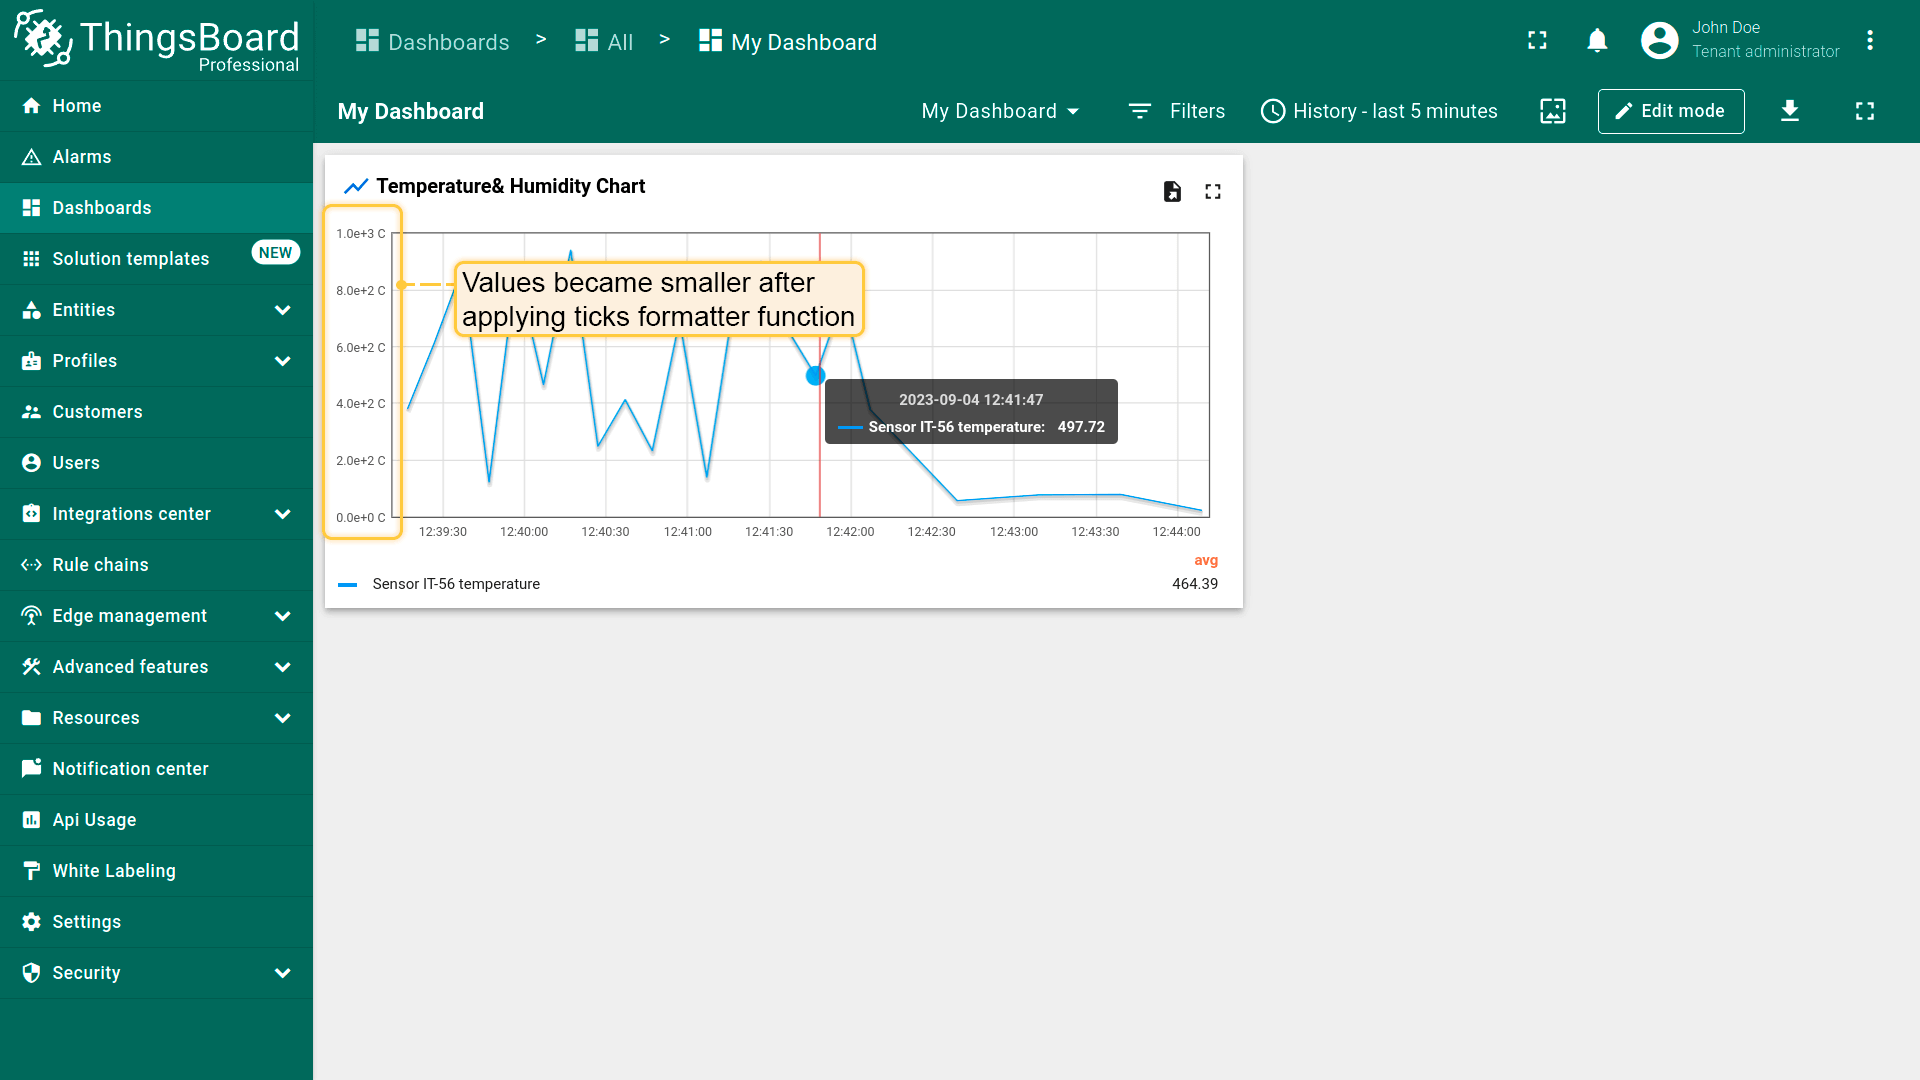 ThingsBoard
Professional
Dashboards > All > My Dashboard
John Doe
Tenant administrator
My Dashboard
My Dashboard
Filters
History - last 5 minutes
Edit mode
Home
Alarms
Dashboards
Solution templates
NEW
Entities
Profiles
Customers
Users
Integrations center
Rule chains
Edge management
Advanced features
Resources
Notification center
Api Usage
White Labeling
Settings
Security
Temperature& Humidity Chart
1.0e+3 C
8.0e+2 C
6.0e+2 C
4.0e+2 C
2.0e+2 C
0.0e+0 C
Values became smaller after
applying ticks formatter function
2023-09-04 12:41:47
Sensor IT-56 temperature: 497.72
12:39:30 12:40:00 12:40:30 12:41:00 12:41:30 12:42:00 12:42:30 12:43:00 12:43:30 12:44:00
avg
Sensor IT-56 temperature 464.39